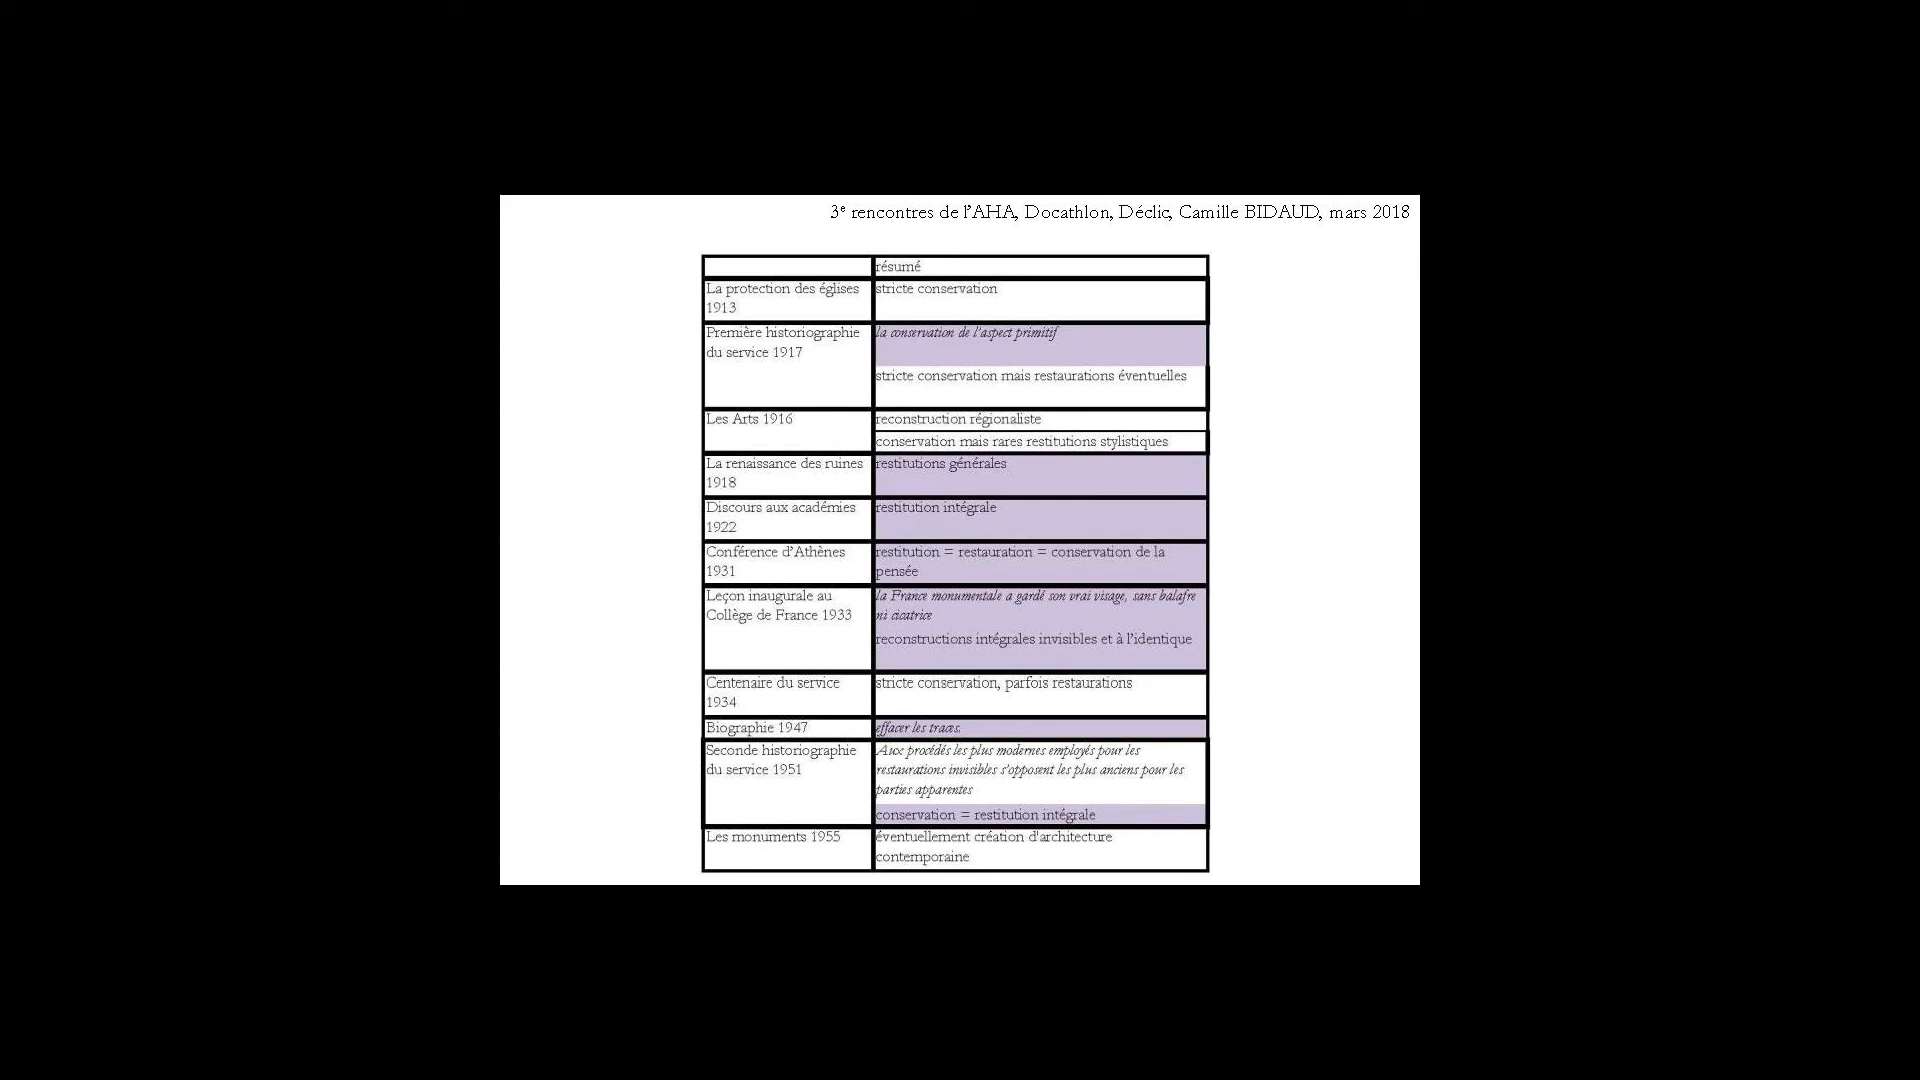 3e rencontres de l'AHA, Docathlon, Déclic, Camille BIDAUD, mars 2018
résumé
La protection des églises
1913
stricte conservation
Première historiographie
du service 1917
la conservation de l'aspect primitif
stricte conservation mais restaurations éventuelles
Les Arts 1916
reconstruction régionaliste
conservation mais rares restitutions stylistiques
La renaissance des ruines
1918
restitutions générales
Discours aux académies
1922
restitution intégrale
Conférence d'Athènes
1931
restitution = restauration = conservation de la
pensée
Leçon inaugurale au
Collège de France 1933
la France monumentale a gardé son vrai visage, sans balafre
ni cicatrice
reconstructions intégrales invisibles et à l'identique
Centenaire du service
1934
stricte conservation, parfois restaurations
Biographie 1947
effacer les traces.
Seconde historiographie
du service 1951
Aux procédés les plus modernes employés pour les
restaurations invisibles s'opposent les plus anciens pour les
parties apparentes
conservation = restitution intégrale
Les monuments 1955
éventuellement création d'architecture
contemporaine